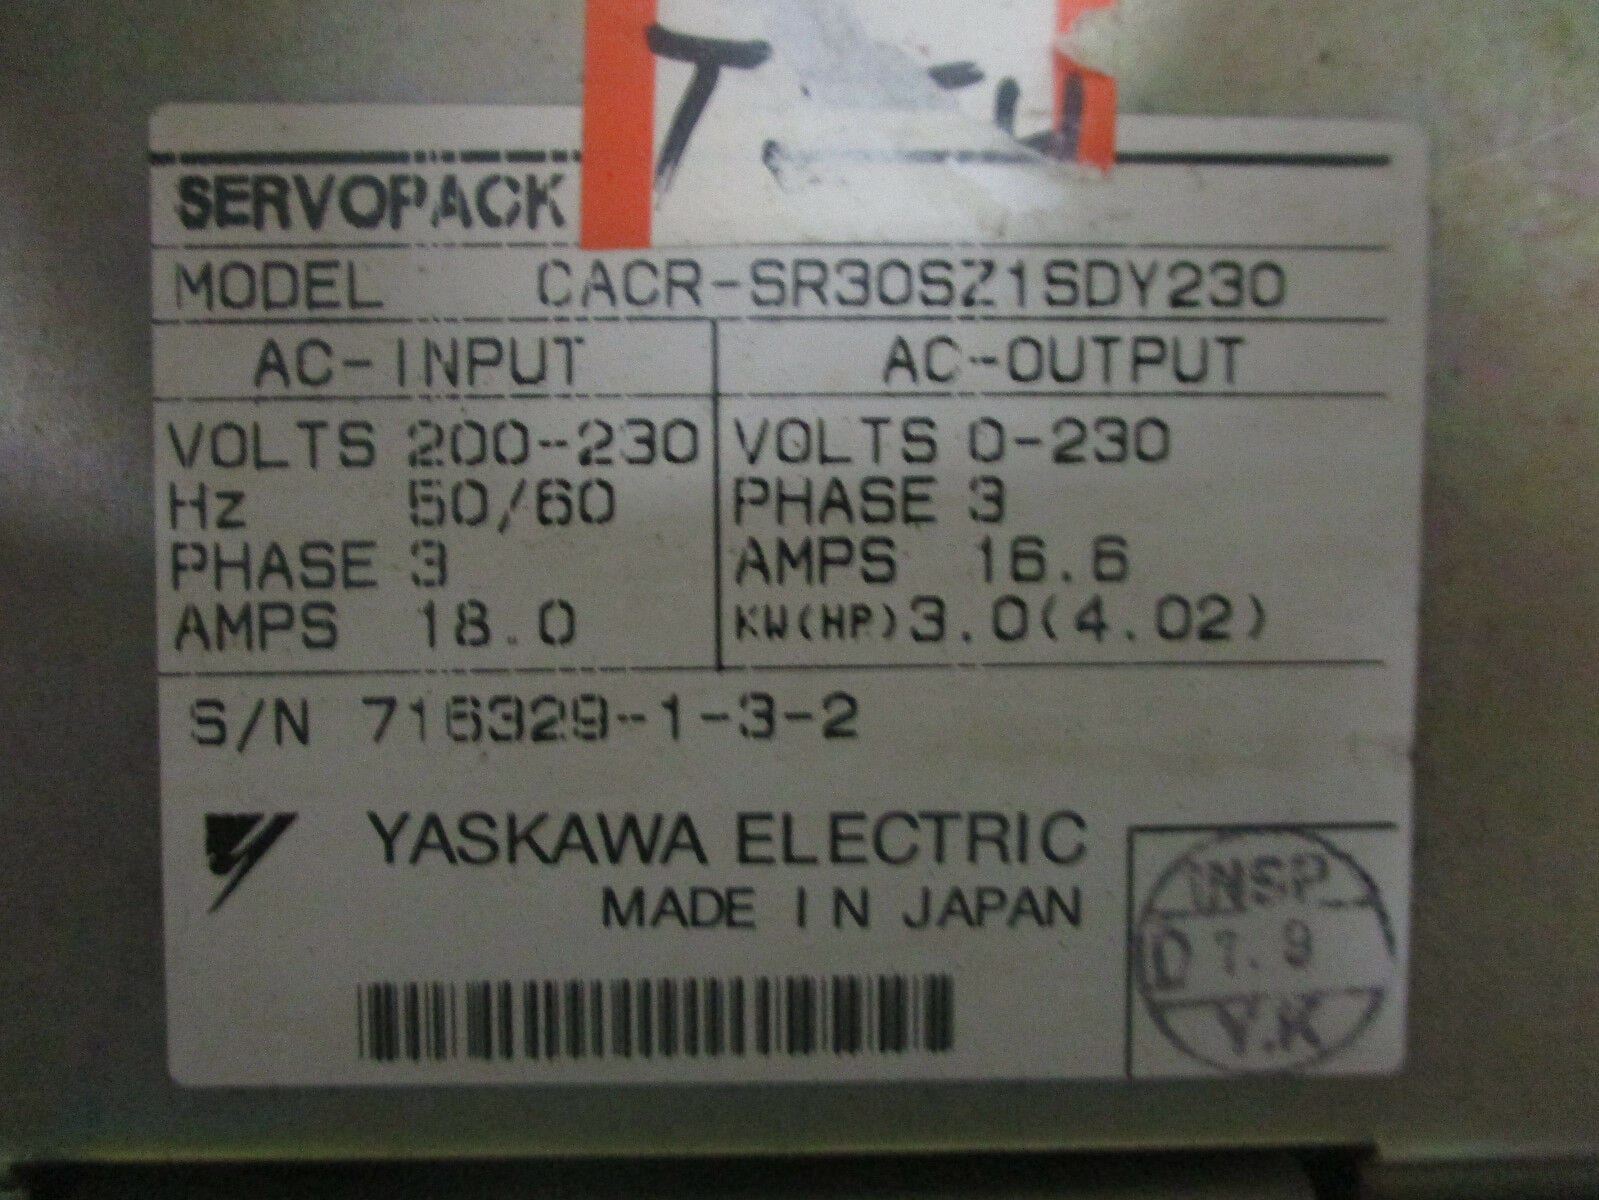 SERVOPACK
MODEL CACR-SR30SZ1SDY230
AC-INPUT AC-OUTPUT
VOLTS 200-230 VOLTS 0-230
Hz 50/60 PHASE 3
PHASE 3 AMPS 16.6
AMPS 18.0 KW(HP) 3.0(4.02)
S/N 716329-1-3-2
YASKAWA ELECTRIC
MADE IN JAPAN
INSP
D 7.9
Y.K